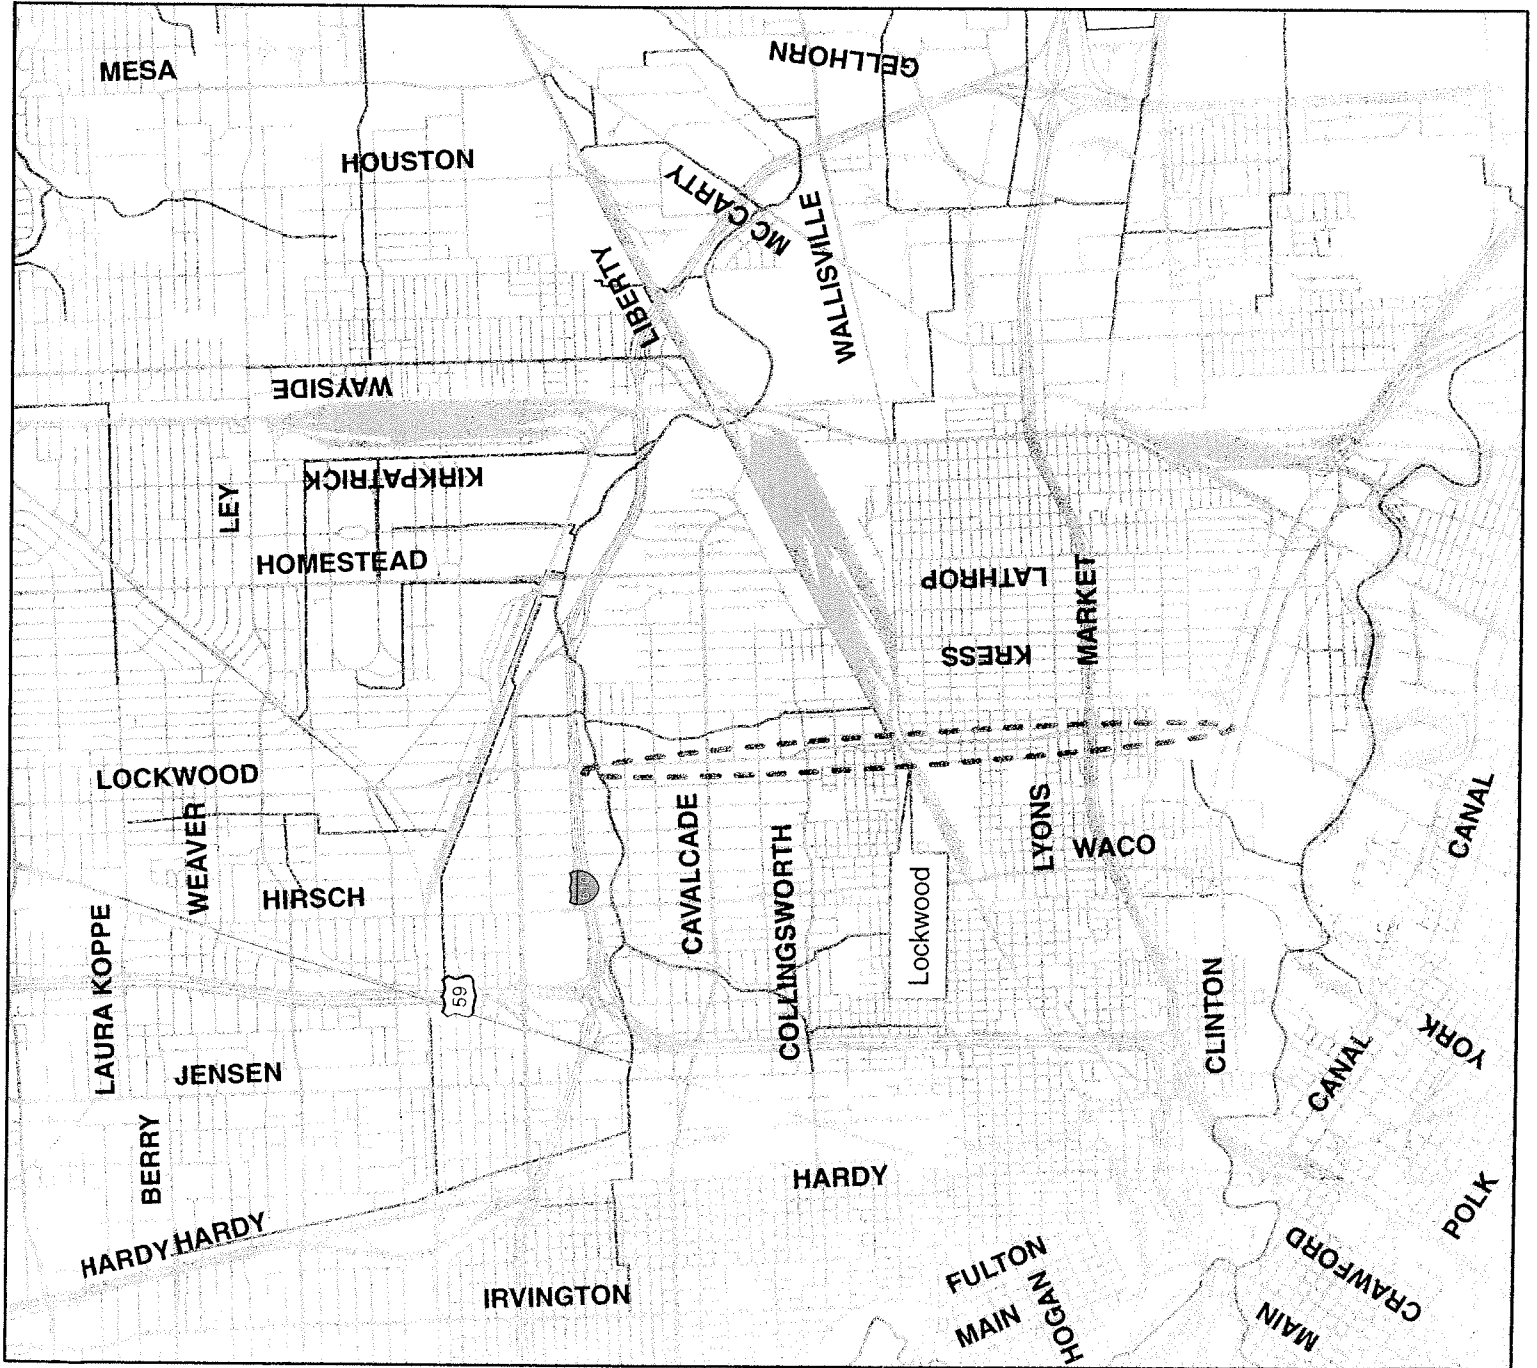 MESA
GELLHORN
HOUSTON
MC CARTY
WALLISVILLE
LIBERTY
WAYSIDE
KIRKPATRICK
LEY
HOMESTEAD
LATHROP
MARKET
KRESS
LOCKWOOD
WEAVER
CAVALCADE
COLLINGSWORTH
LYONS
WACO
CANAL
HIRSCH
Lockwood
LAURA KOPPE
59
CLINTON
YORK
JENSEN
CANAL
BERRY
HARDY
POLK
HARDY
HARDY
CRAWFORD
FULTON
IRVINGTON
HOGAN
MAIN
MAIN